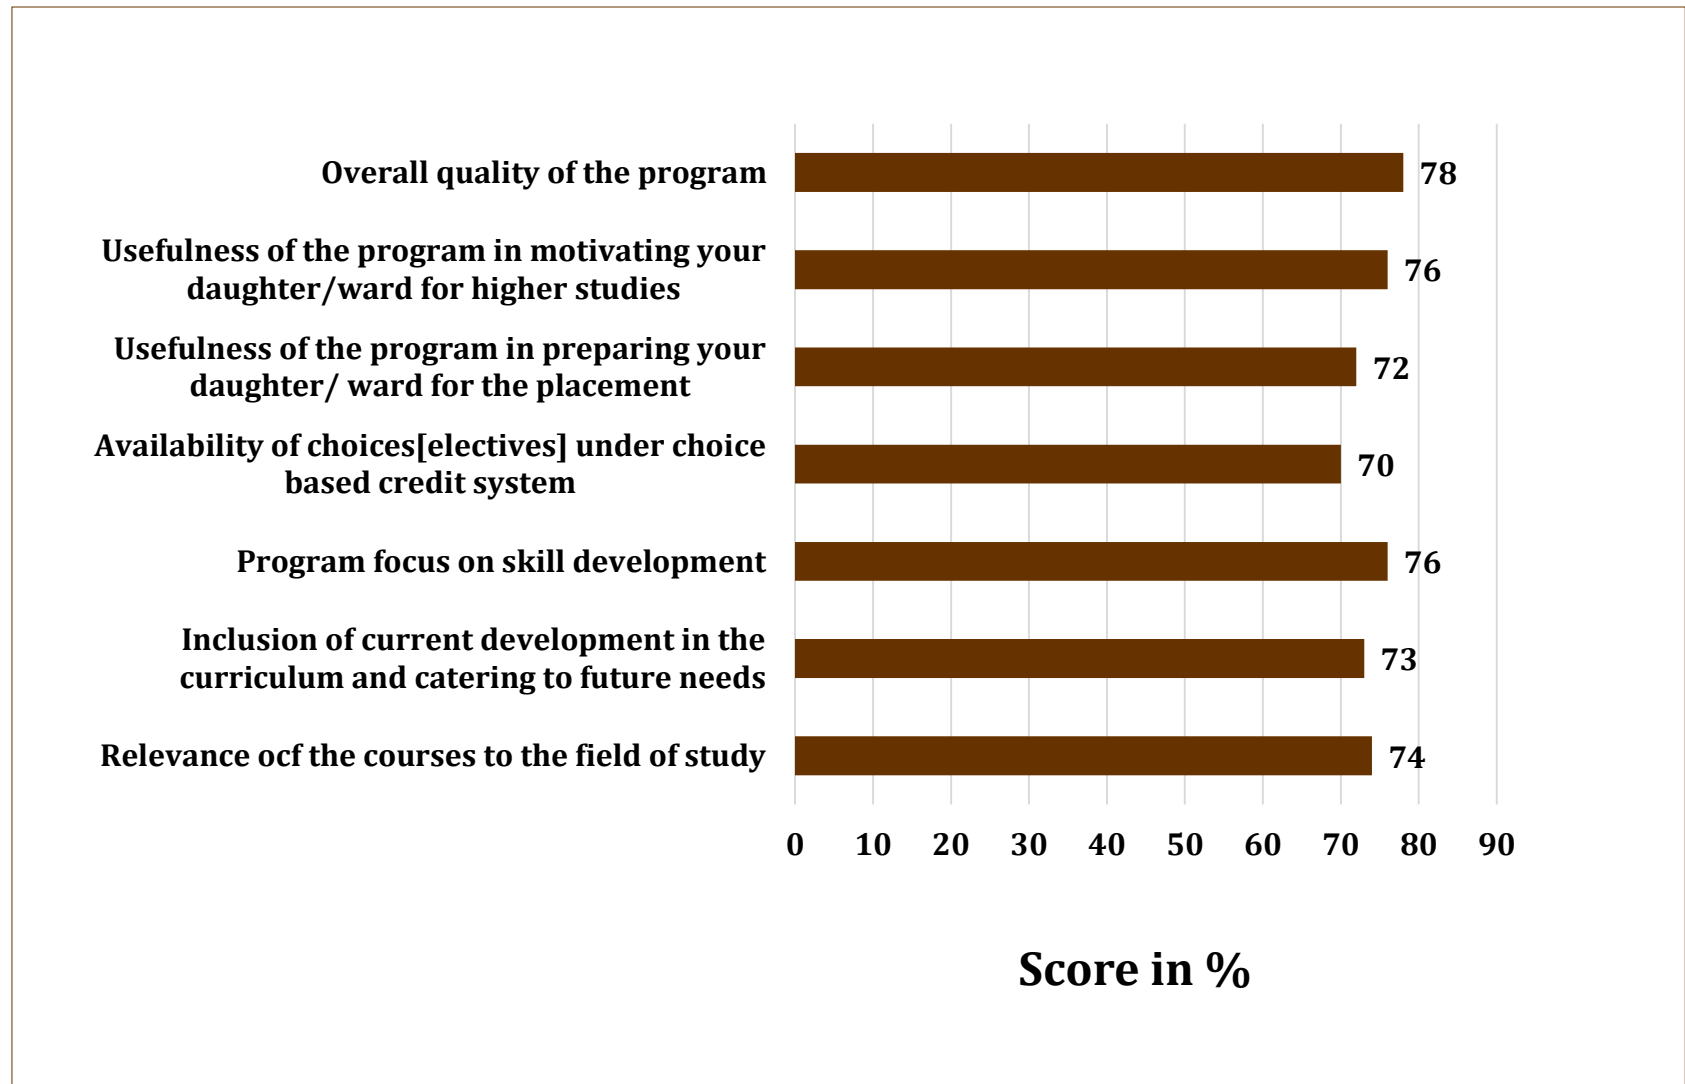 Overall quality of the program
78
Usefulness of the program in motivating your
daughter/ward for higher studies
76
Usefulness of the program in preparing your
daughter/ ward for the placement
72
Availability of choices[electives] under choice
based credit system
70
Program focus on skill development
76
Inclusion of current development in the
curriculum and catering to future needs
73
Relevance ocf the courses to the field of study
74
0 10 20 30 40 50 60 70 80 90
Score in %